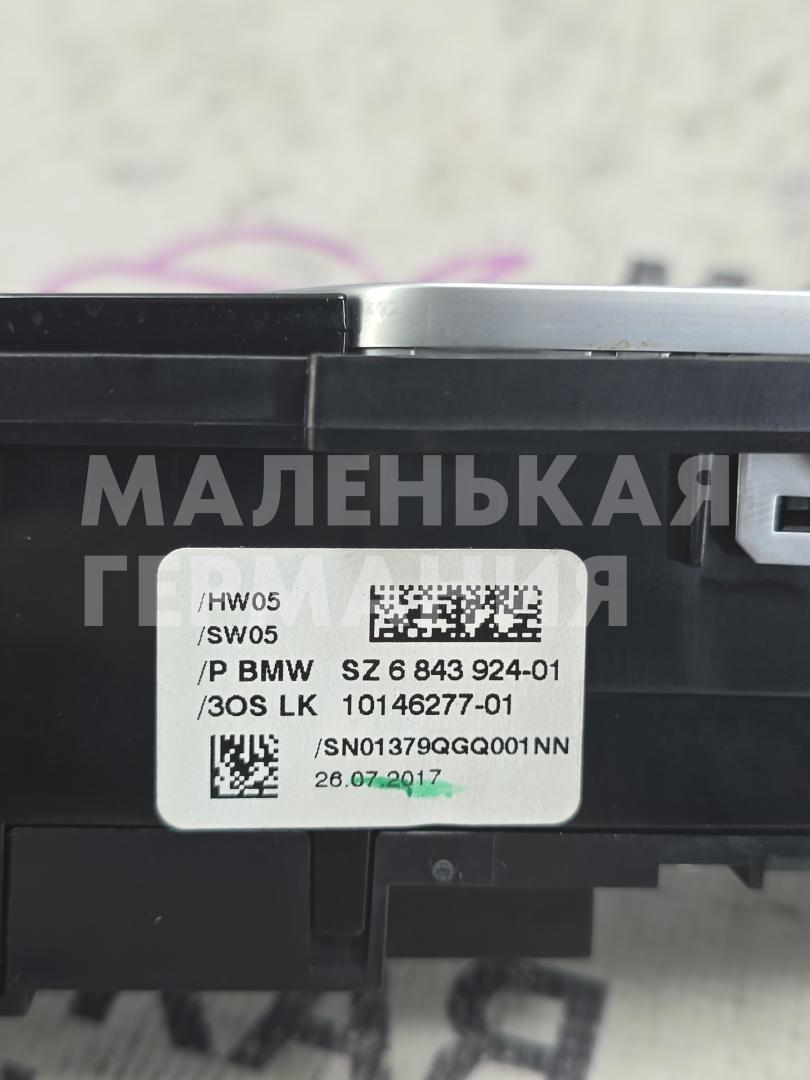 МАЛЕНЬКАЯ
ГЕРМАНИЯ
/HW05
/SW05
/P BMW SZ 6 843 924-01
/3OS LK 10146277-01
/SN01379QGQ001NN
26.07.2017